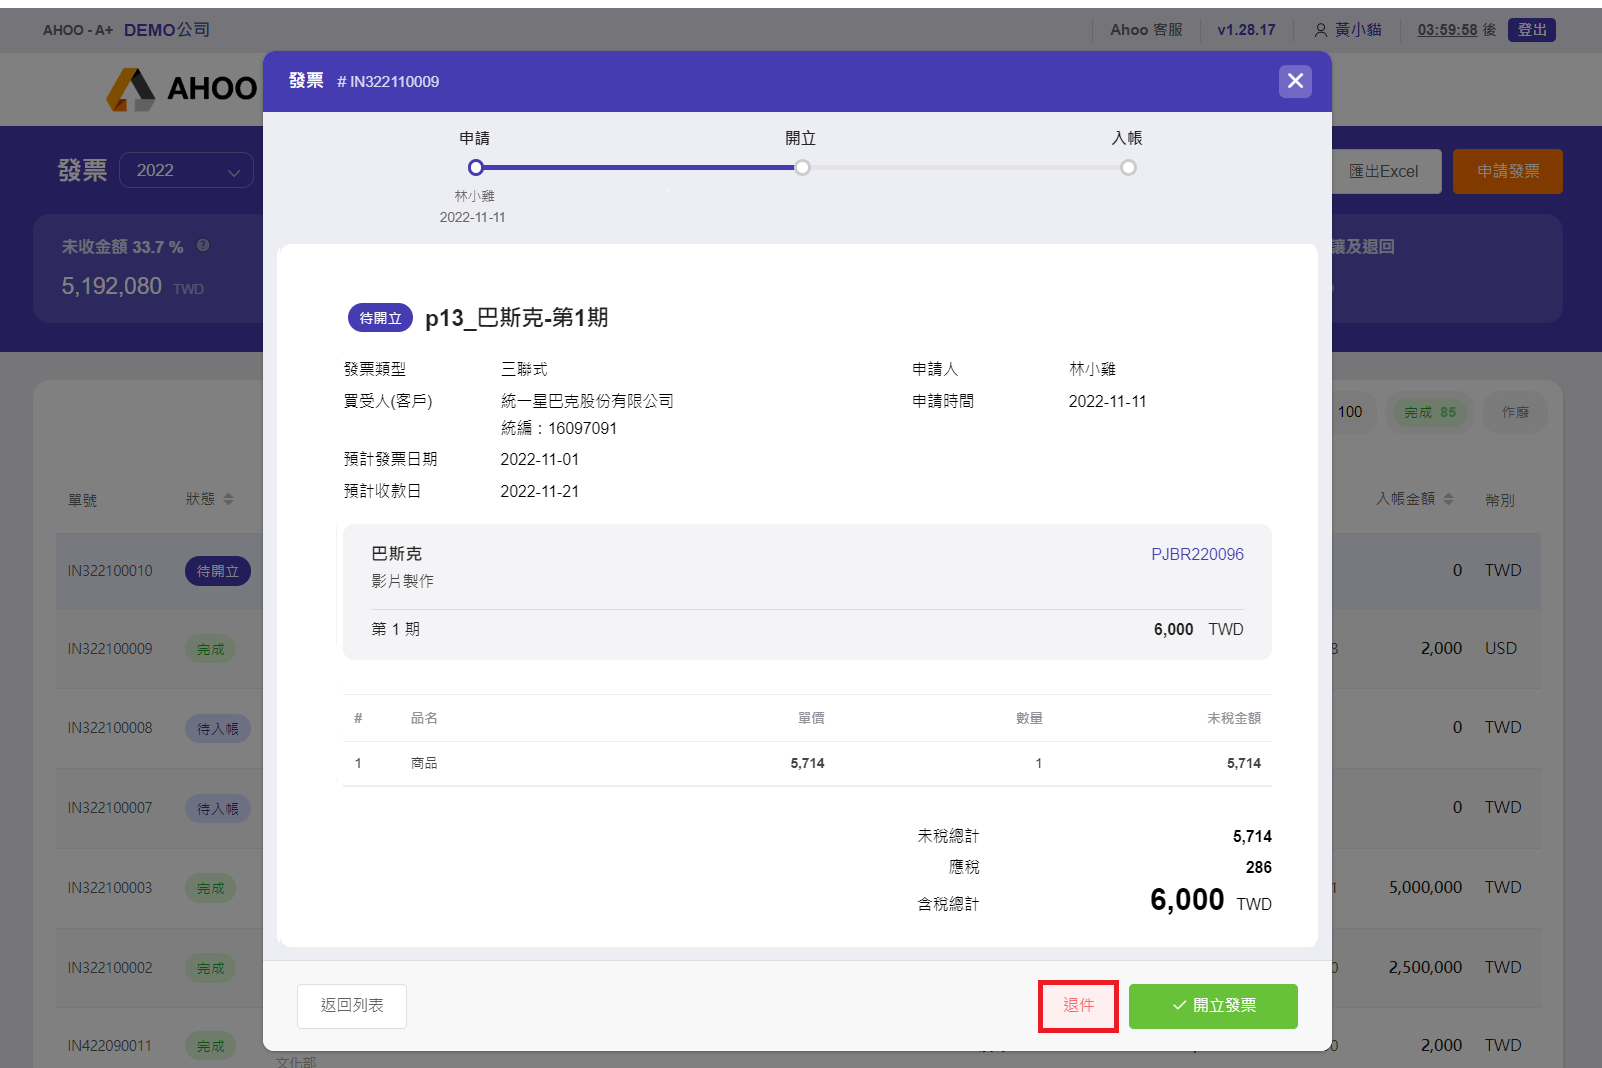 AHOO - A+ DEMO公司 Ahoo 客服 v1.28.17 黃小貓 03:59:58 後 登出
AHOO
發票 # IN322110009
申請 開立 入帳
林小雞
2022-11-11
發票 2022 匯出Excel 申請發票
未收金額 33.7 % 讓及退回
5,192,080 TWD
待開立 p13_巴斯克-第1期
發票類型 三聯式 申請人 林小雞
買受人(客戶) 統一星巴克股份有限公司 申請時間 2022-11-11
統編：16097091
預計發票日期 2022-11-01
預計收款日 2022-11-21
100 完成 85 作廢
單號 狀態 入帳金額 幣別
巴斯克 PJBR220096
影片製作
第 1 期 6,000 TWD
# 品名 單價 數量 未稅金額
1 商品 5,714 1 5,714
未稅總計 5,714
應稅 286
含稅總計 6,000 TWD
返回列表 退件 開立發票
IN322100010 待開立 0 TWD
IN322100009 完成 2,000 USD
IN322100008 待入帳 0 TWD
IN322100007 待入帳 0 TWD
IN322100003 完成 5,000,000 TWD
IN322100002 完成 2,500,000 TWD
IN422090011 完成 2,000 TWD
文化部